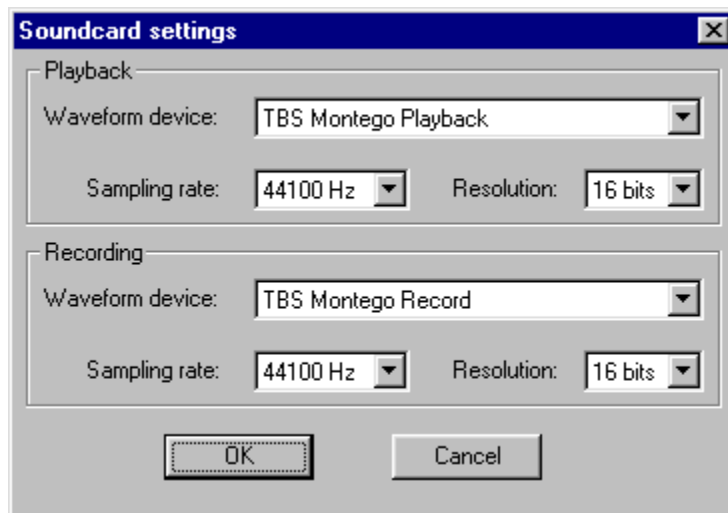 Soundcard settings
Playback
Waveform device: TBS Montego Playback
Sampling rate: 44100 Hz Resolution: 16 bits
Recording
Waveform device: TBS Montego Record
Sampling rate: 44100 Hz Resolution: 16 bits
OK Cancel